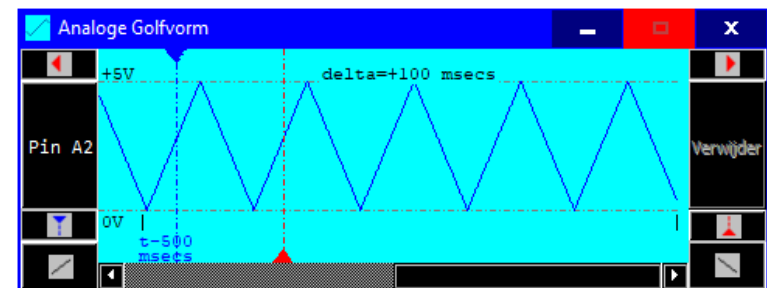 Analoge Golfvorm
x
+5V
delta=+100 msecs
Pin A2
Verwijder
0V
t-500
msecs